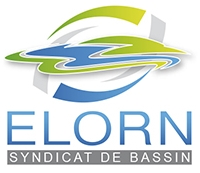 ELORN
SYNDICAT DE BASSIN